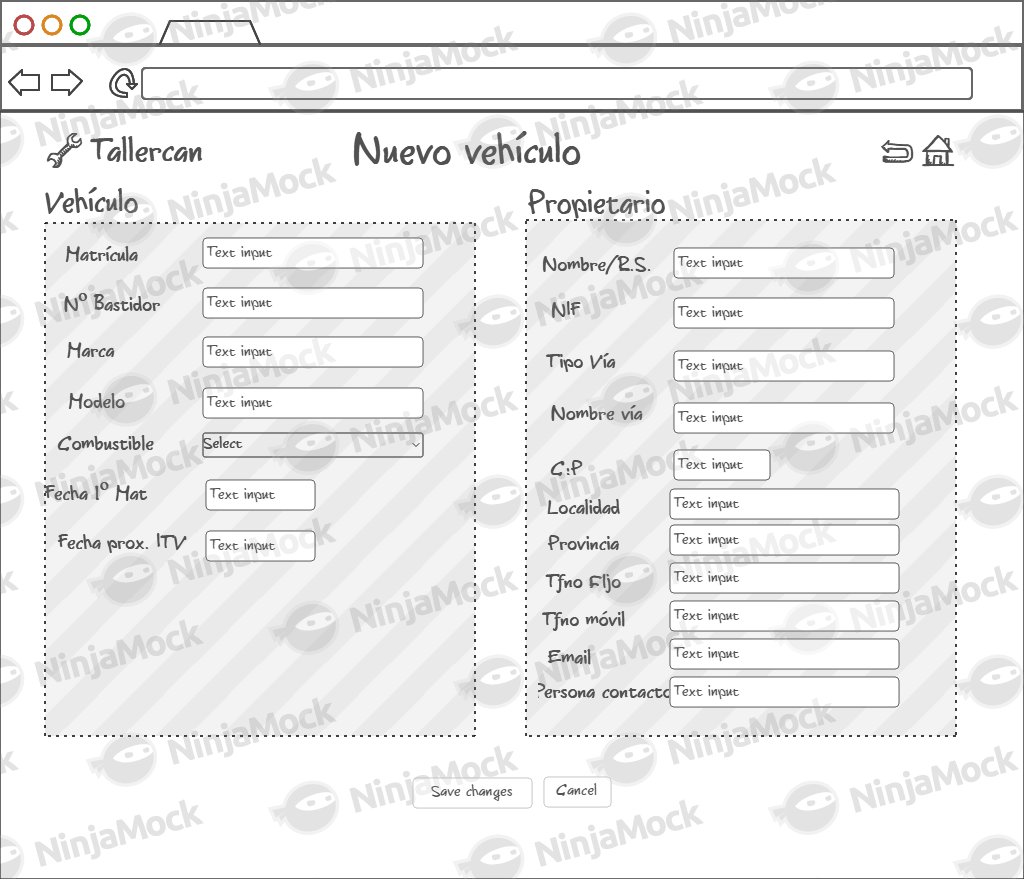 Tallercan
Nuevo vehículo
Vehículo
Matrícula Text input
Nº Bastidor Text input
Marca Text input
Modelo Text input
Combustible Select
Fecha 1º Mat Text input
Fecha prox. ITV Text input
Propietario
Nombre/R.S. Text input
NIF Text input
Tipo Vía Text input
Nombre vía Text input
C.P Text input
Localidad Text input
Provincia Text input
Tfno FIjo Text input
Tfno móvil Text input
Email Text input
Persona contacto Text input
Save changes Cancel
NinjaMock